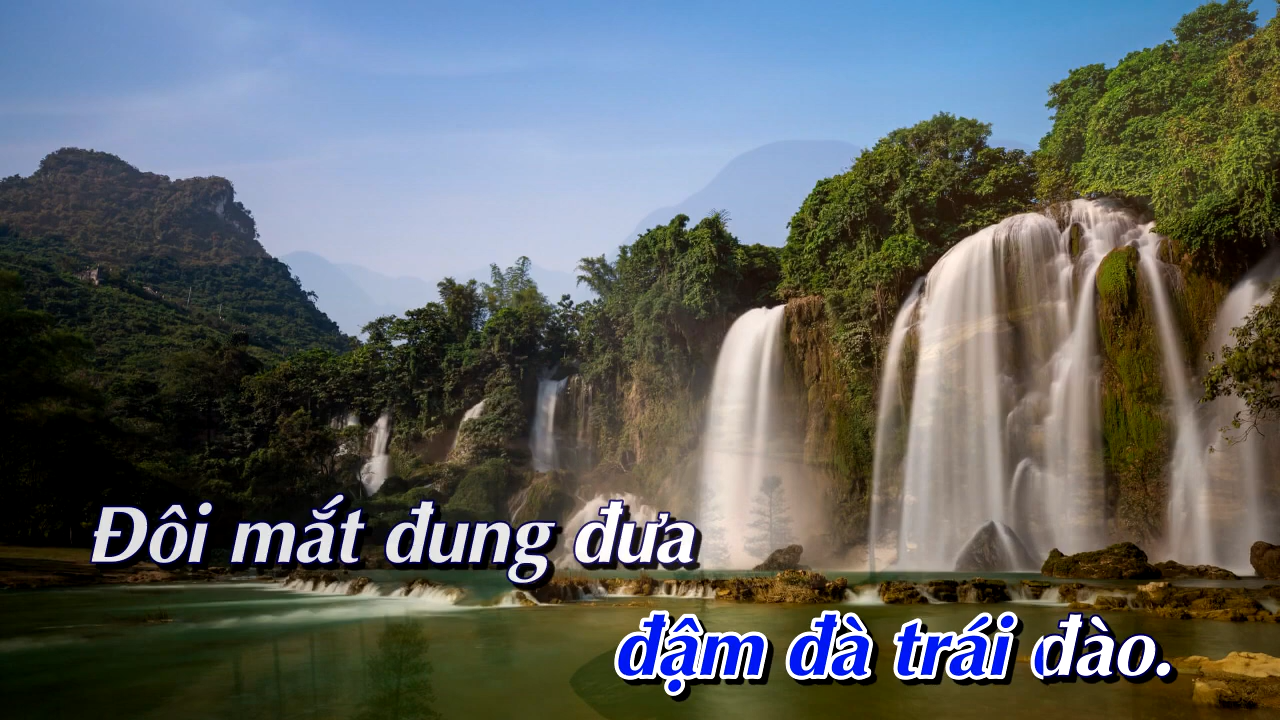 Đôi mắt đung đưa
đậm đà trái đào.